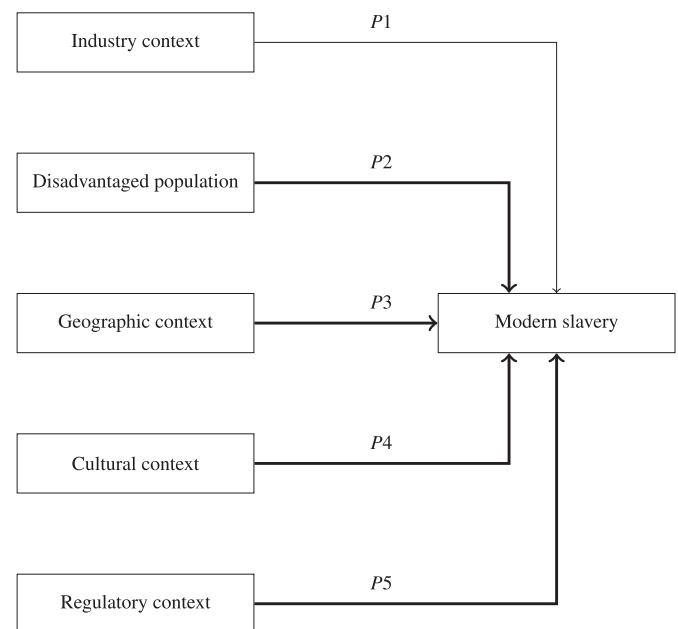 P1
Industry context
P2
Disadvantaged population
P3
Geographic context
Modern slavery
P4
Cultural context
P5
Regulatory context